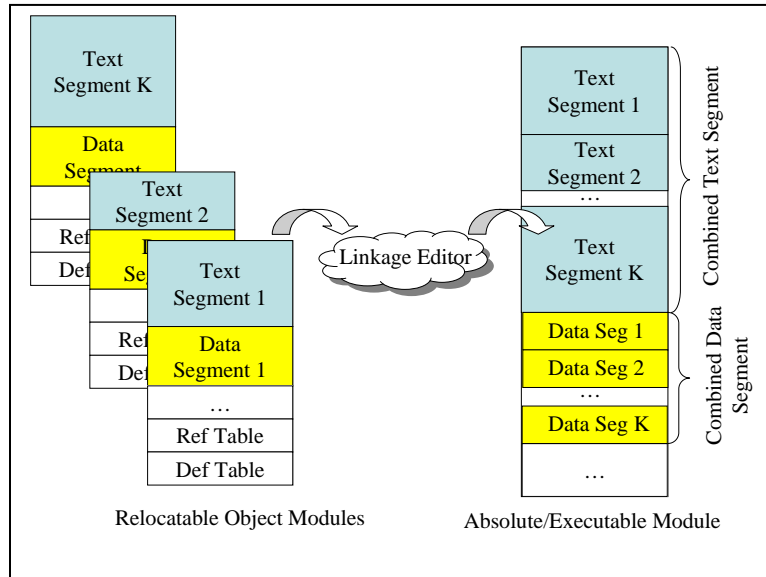 Text
Segment K
Data
Segment
Ref
Def
Text
Segment 2
Ref
Def
Text
Segment 1
Data
Segment 1
…
Ref Table
Def Table
Relocatable Object Modules
Linkage Editor
Text
Segment 1
Text
Segment 2
…
Text
Segment K
Data Seg 1
Data Seg 2
…
Data Seg K
…
Combined Text Segment
Combined Data
Segment
Absolute/Executable Module